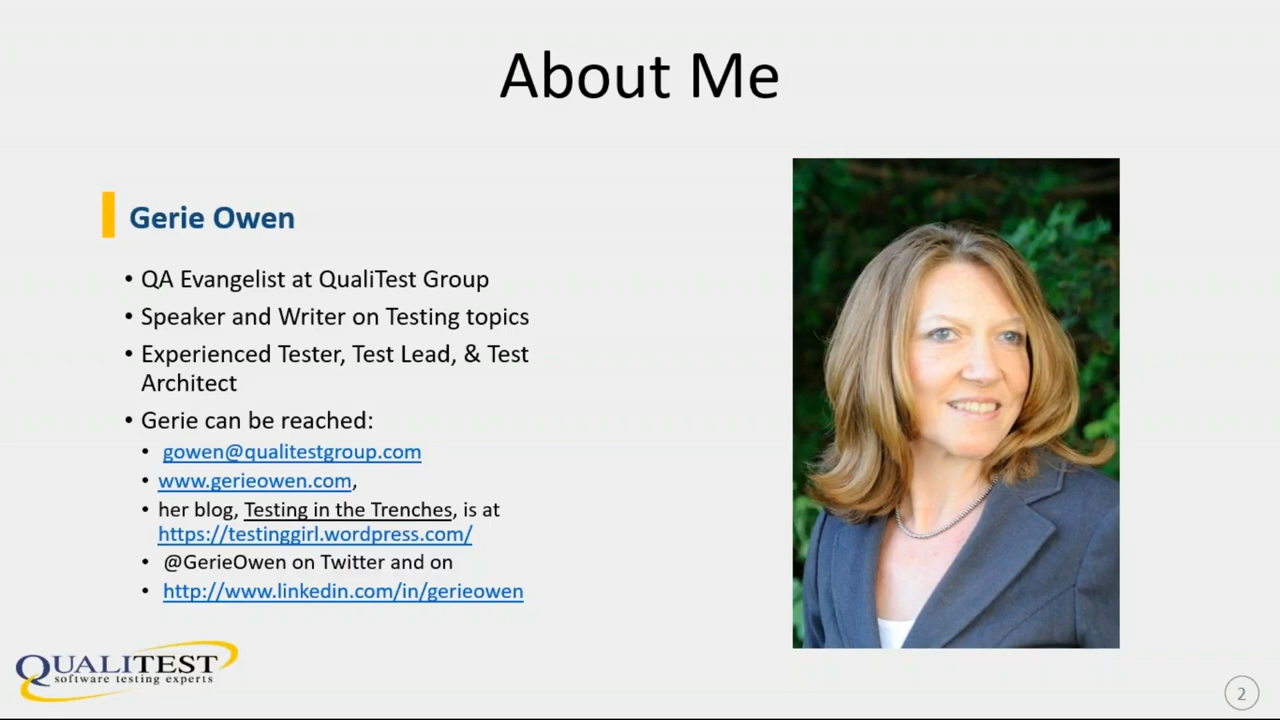 About Me
Gerie Owen
• QA Evangelist at QualiTest Group
• Speaker and Writer on Testing topics
• Experienced Tester, Test Lead, & Test
Architect
• Gerie can be reached:
• gowen@qualitestgroup.com
• www.gerieowen.com,
• her blog, Testing in the Trenches, is at
https://testinggirl.wordpress.com/
• @GerieOwen on Twitter and on
• http://www.linkedin.com/in/gerieowen
QUALITEST
software testing experts
2